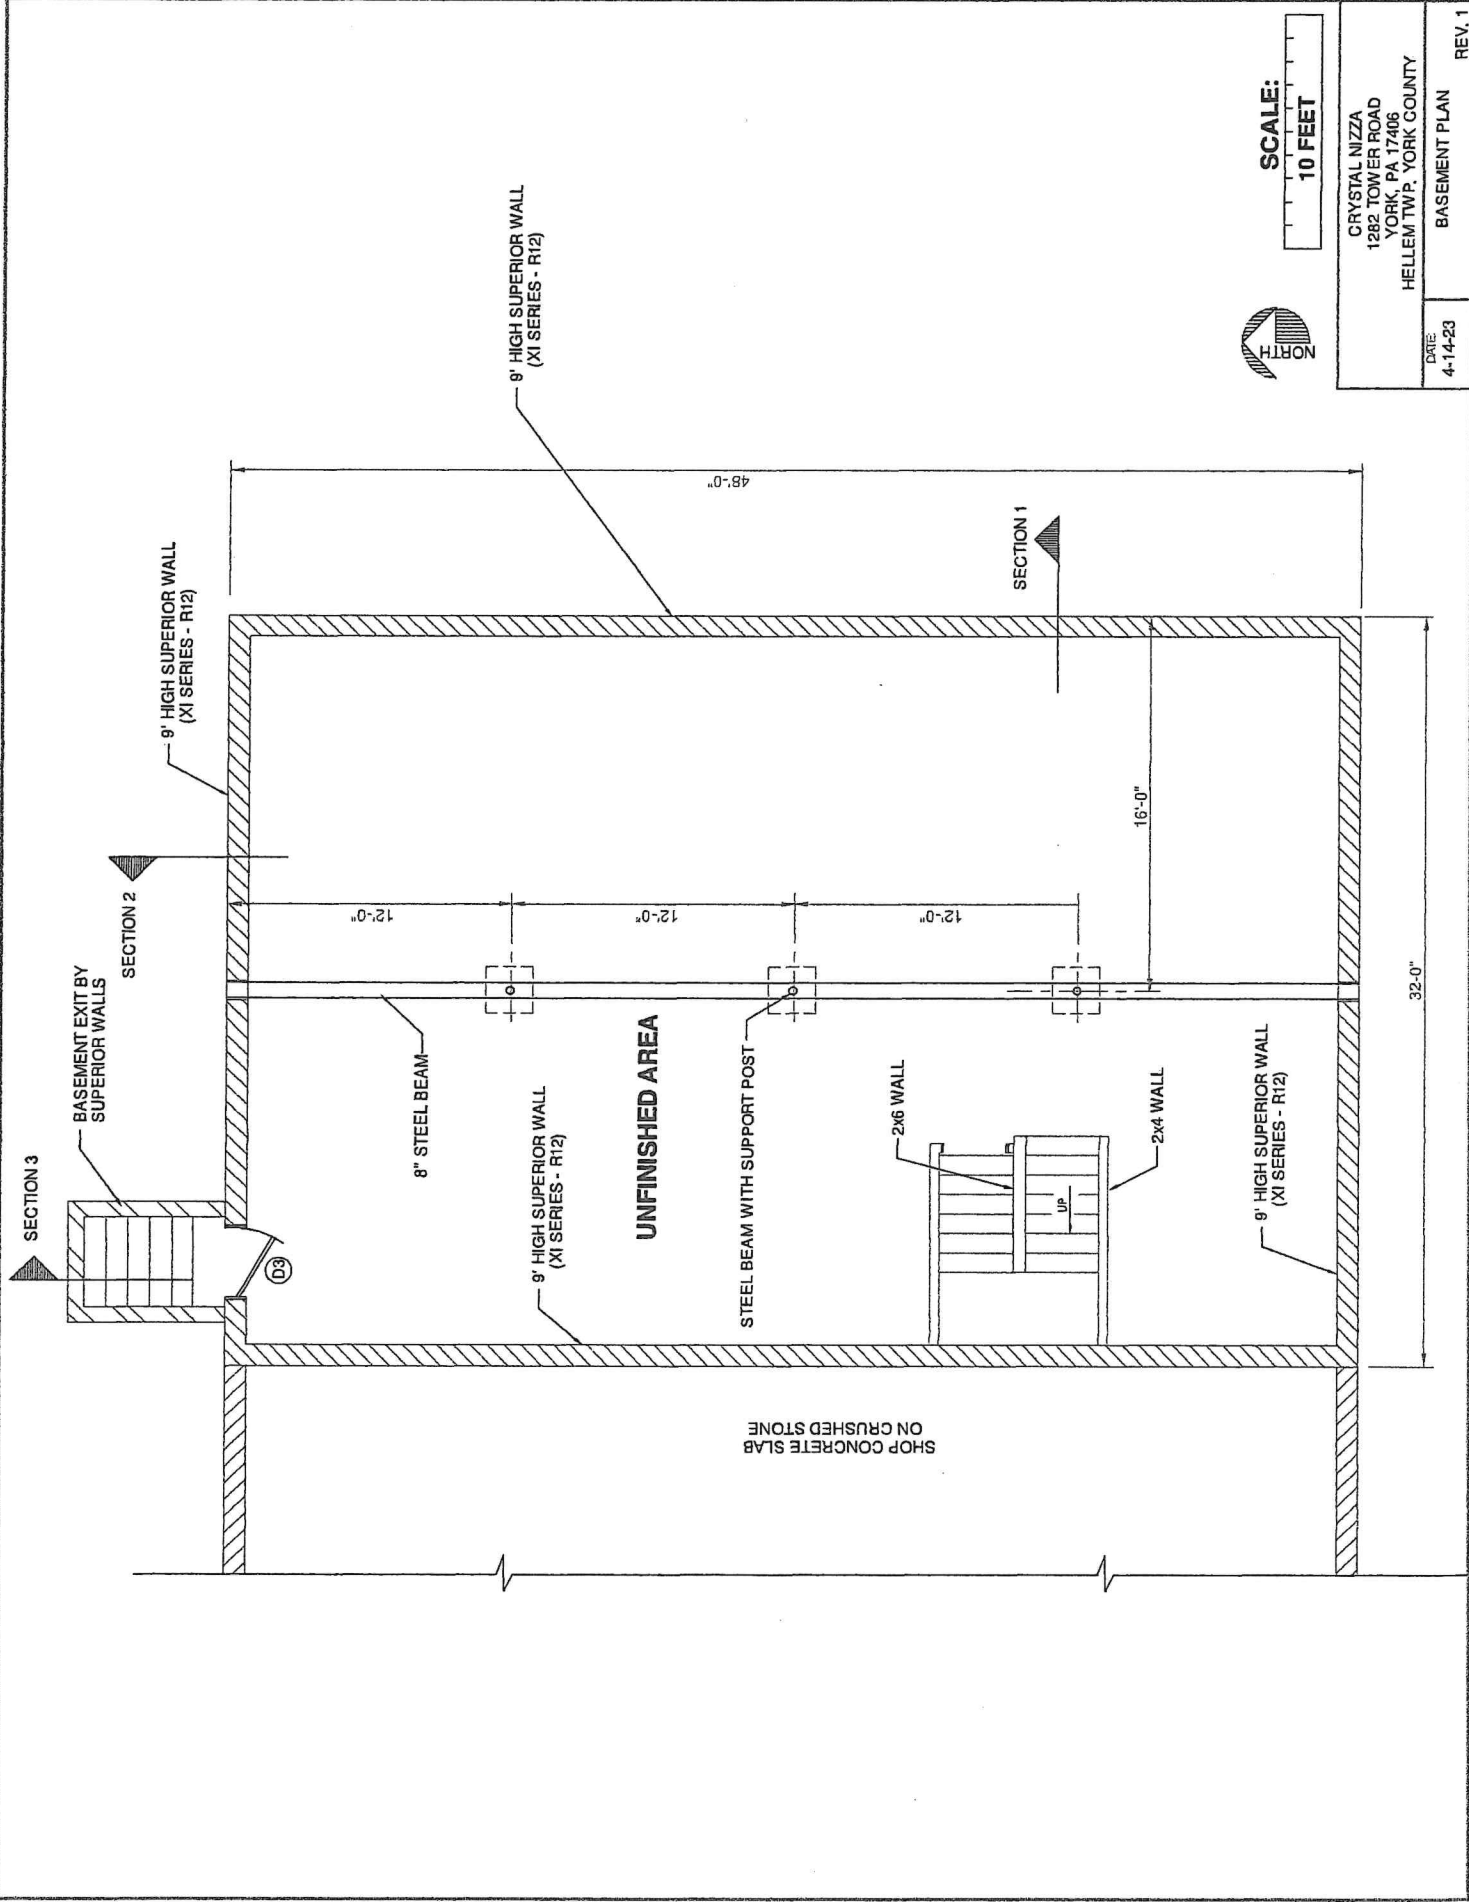 SECTION 3
BASEMENT EXIT BY
SUPERIOR WALLS
SECTION 2
9' HIGH SUPERIOR WALL
(XI SERIES - R12)
D3
8" STEEL BEAM
12'-0"
12'-0"
12'-0"
9' HIGH SUPERIOR WALL
(XI SERIES - R12)
9' HIGH SUPERIOR WALL
(XI SERIES - R12)
UNFINISHED AREA
STEEL BEAM WITH SUPPORT POST
48'-0"
SHOP CONCRETE SLAB
ON CRUSHED STONE
2x6 WALL
UP
2x4 WALL
SECTION 1
16'-0"
9' HIGH SUPERIOR WALL
(XI SERIES - R12)
32'-0"
NORTH
SCALE:
10 FEET
CRYSTAL NIZZA
1282 TOWER ROAD
YORK, PA 17406
HELLEM TWP. YORK COUNTY
DATE:
4-14-23
BASEMENT PLAN
REV. 1